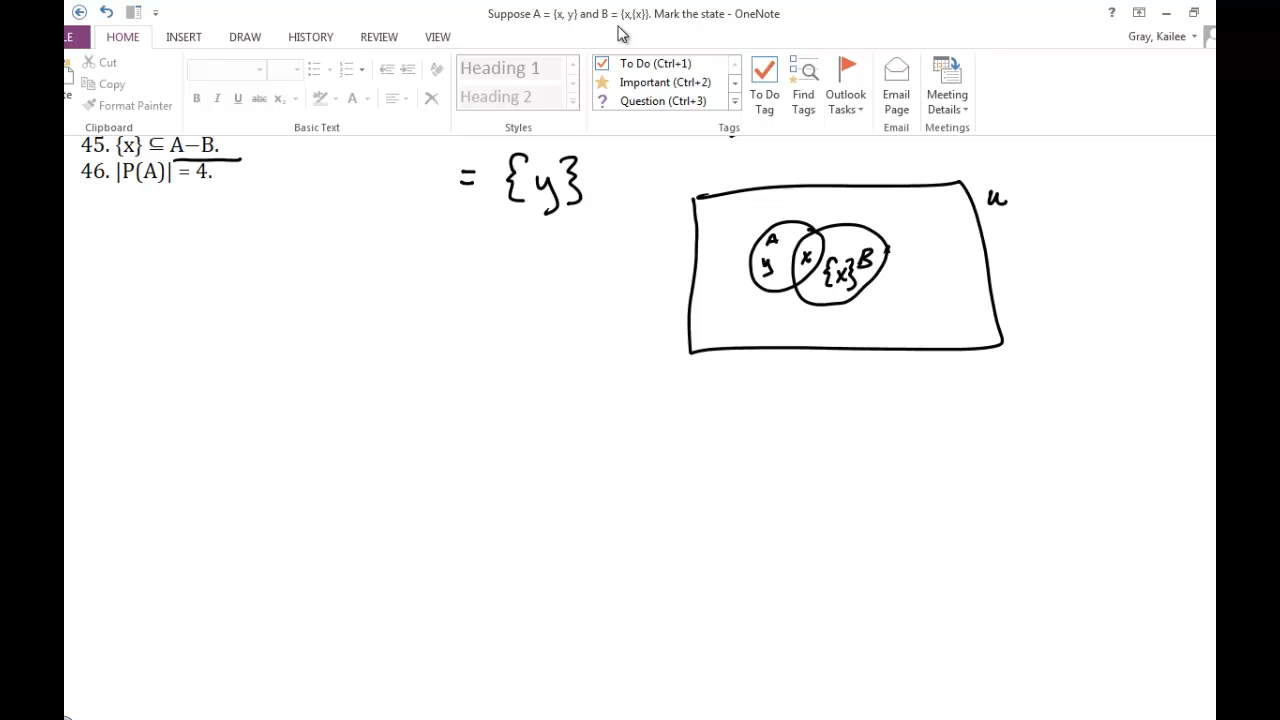 Suppose A = {x, y} and B = {x,{x}}. Mark the state - OneNote
HOME INSERT DRAW HISTORY REVIEW VIEW
Gray, Kailee
Cut
Copy
Format Painter
Clipboard
B I U abc x₂ A
Basic Text
Heading 1
Heading 2
Styles
To Do (Ctrl+1)
Important (Ctrl+2)
Question (Ctrl+3)
To Do Tag
Find Tags
Outlook Tasks
Tags
Email Page
Email
Meeting Details
Meetings
45. {x} ⊆ A−B.
46. |P(A)| = 4.
= {y}
u
A
y x {x} B